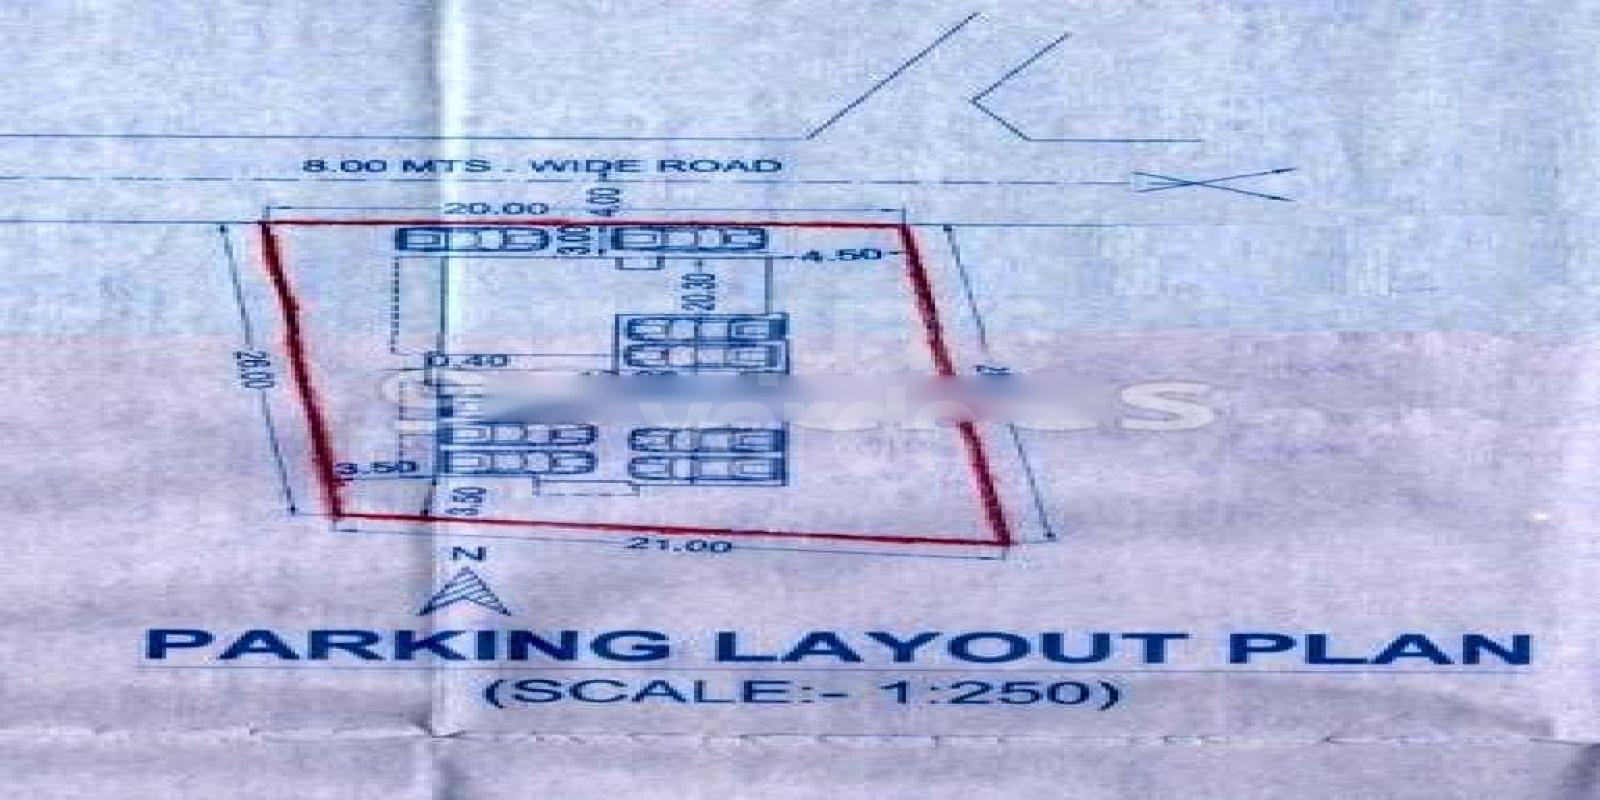 8.00 MTS. WIDE ROAD
4.00
20.00
3.00
4.50
20.30
0.40
26.00
3.50
3.50
21.00
N
PARKING LAYOUT PLAN
(SCALE:- 1:250)